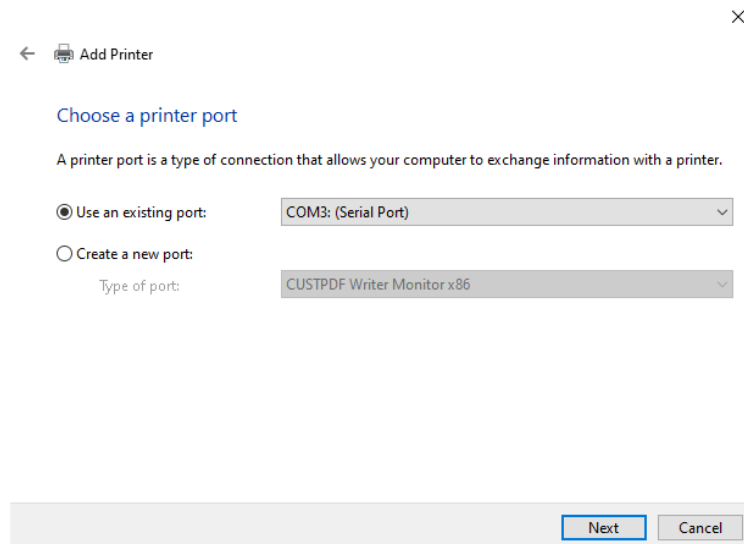 Add Printer
Choose a printer port
A printer port is a type of connection that allows your computer to exchange information with a printer.
Use an existing port: COM3: (Serial Port)
Create a new port:
Type of port: CUSTPDF Writer Monitor x86
Next Cancel